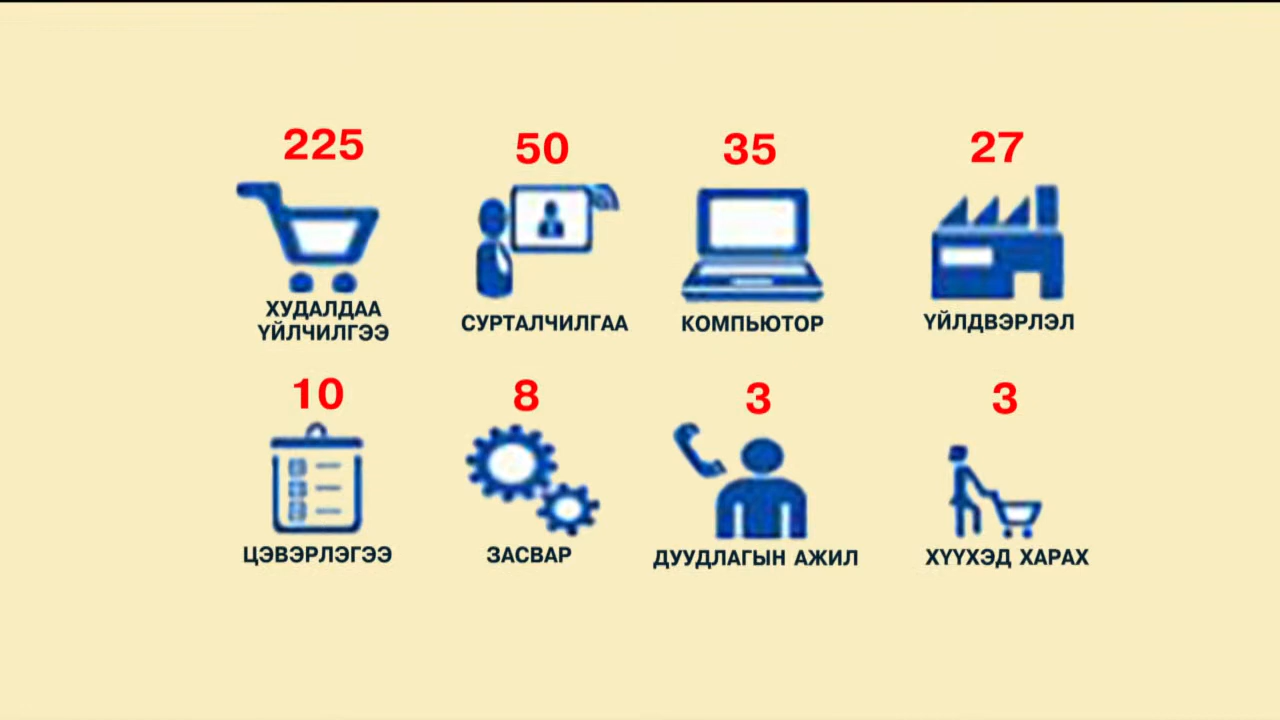 225
50
35
27
ХУДАЛДАА
ҮЙЛЧИЛГЭЭ
СУРТАЛЧИЛГАА
КОМПЬЮТОР
ҮЙЛДВЭРЛЭЛ
10
8
3
3
ЦЭВЭРЛЭГЭЭ
ЗАСВАР
ДУУДЛАГЫН АЖИЛ
ХҮҮХЭД ХАРАХ